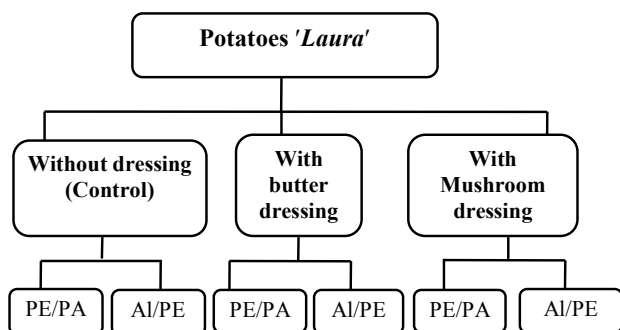 Potatoes 'Laura'
Without dressing
(Control)
With
butter
dressing
With
Mushroom
dressing
PE/PA
Al/PE
PE/PA
Al/PE
PE/PA
Al/PE